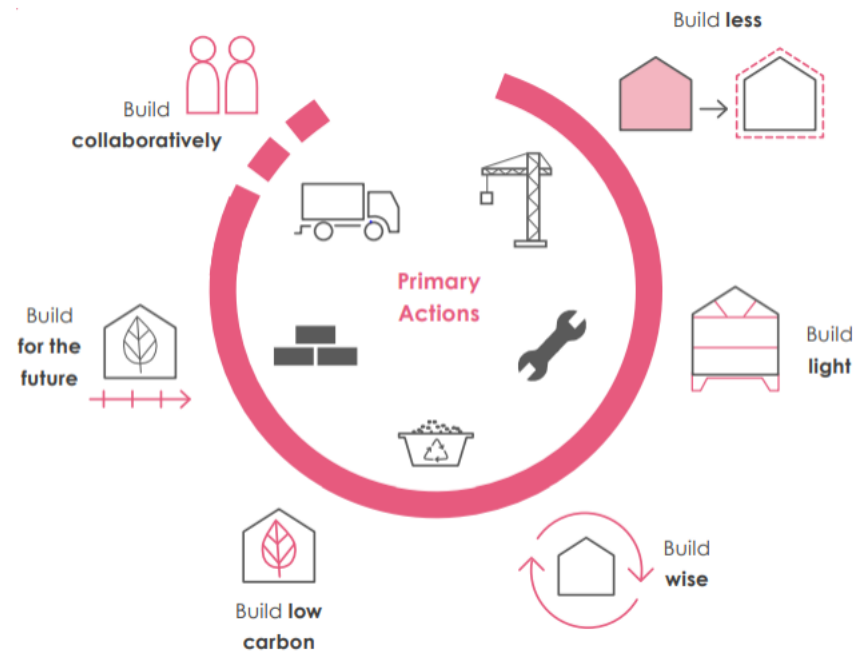 Build less
Build
collaboratively
Primary
Actions
Build
for the
future
Build
light
Build
wise
Build low
carbon